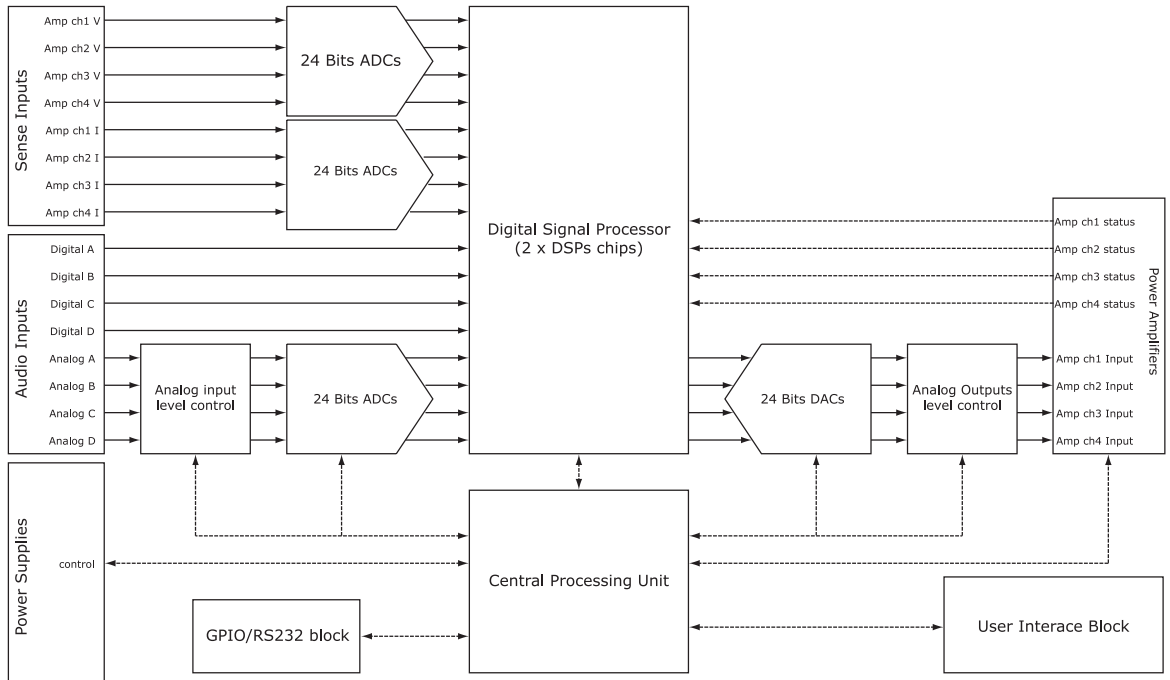 Sense Inputs
Amp ch1 V
Amp ch2 V
Amp ch3 V
Amp ch4 V
Amp ch1 I
Amp ch2 I
Amp ch3 I
Amp ch4 I
24 Bits ADCs
24 Bits ADCs
Digital Signal Processor
(2 x DSPs chips)
Audio Inputs
Digital A
Digital B
Digital C
Digital D
Analog A
Analog B
Analog C
Analog D
Analog input
level control
24 Bits ADCs
24 Bits DACs
Analog Outputs
level control
Amp ch1 status
Amp ch2 status
Amp ch3 status
Amp ch4 status
Amp ch1 Input
Amp ch2 Input
Amp ch3 Input
Amp ch4 Input
Power Amplifiers
Power Supplies
control
Central Processing Unit
GPIO/RS232 block
User Interace Block